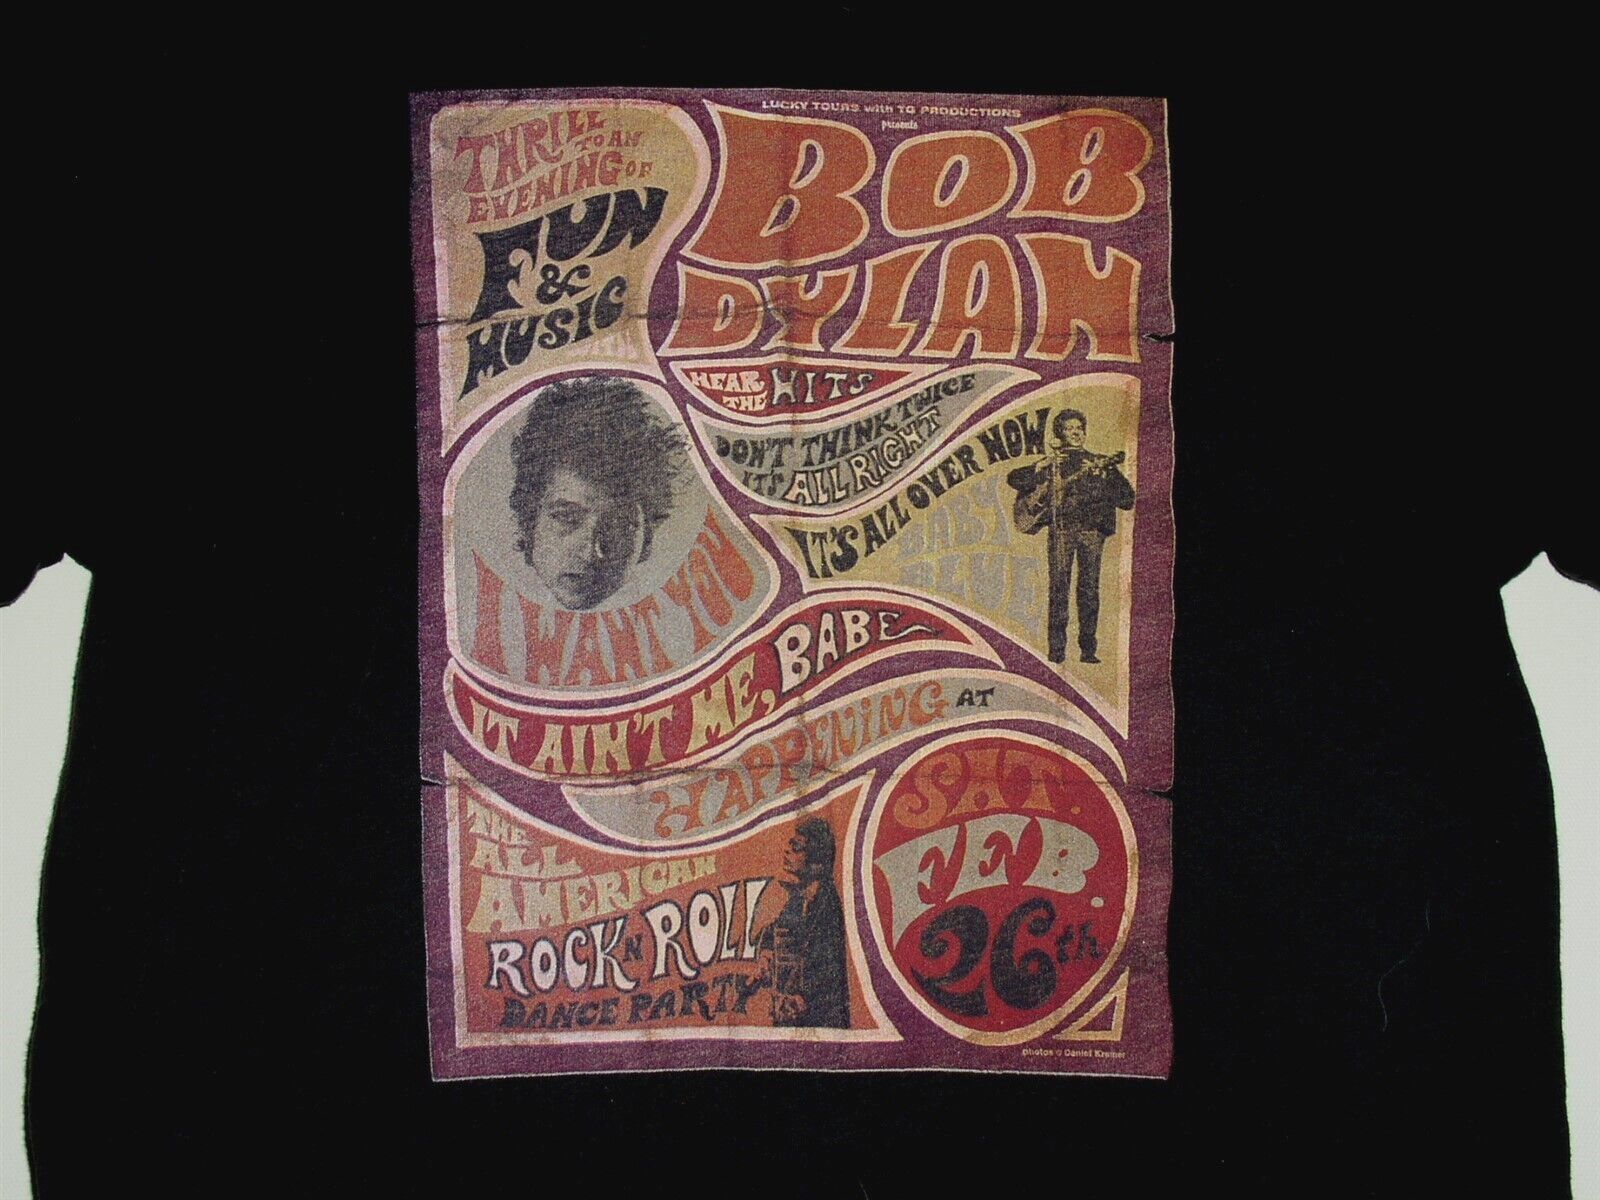 LUCKY TOURS with TG PRODUCTIONS
presents
BOB
DYLAN
THRILL
TO AN
EVENING OF
FUN
&
MUSIC
HEAR
THE HITS
DON'T THINK TWICE
IT'S ALL RIGHT
IT'S ALL OVER NOW
BABY
BLUE
I WANT YOU
IT AIN'T ME, BABE
HAPPENING AT
THE
ALL
AMERICAN
ROCK N ROLL
DANCE PARTY
SAT.
FEB.
26th
photos © Daniel Kramer